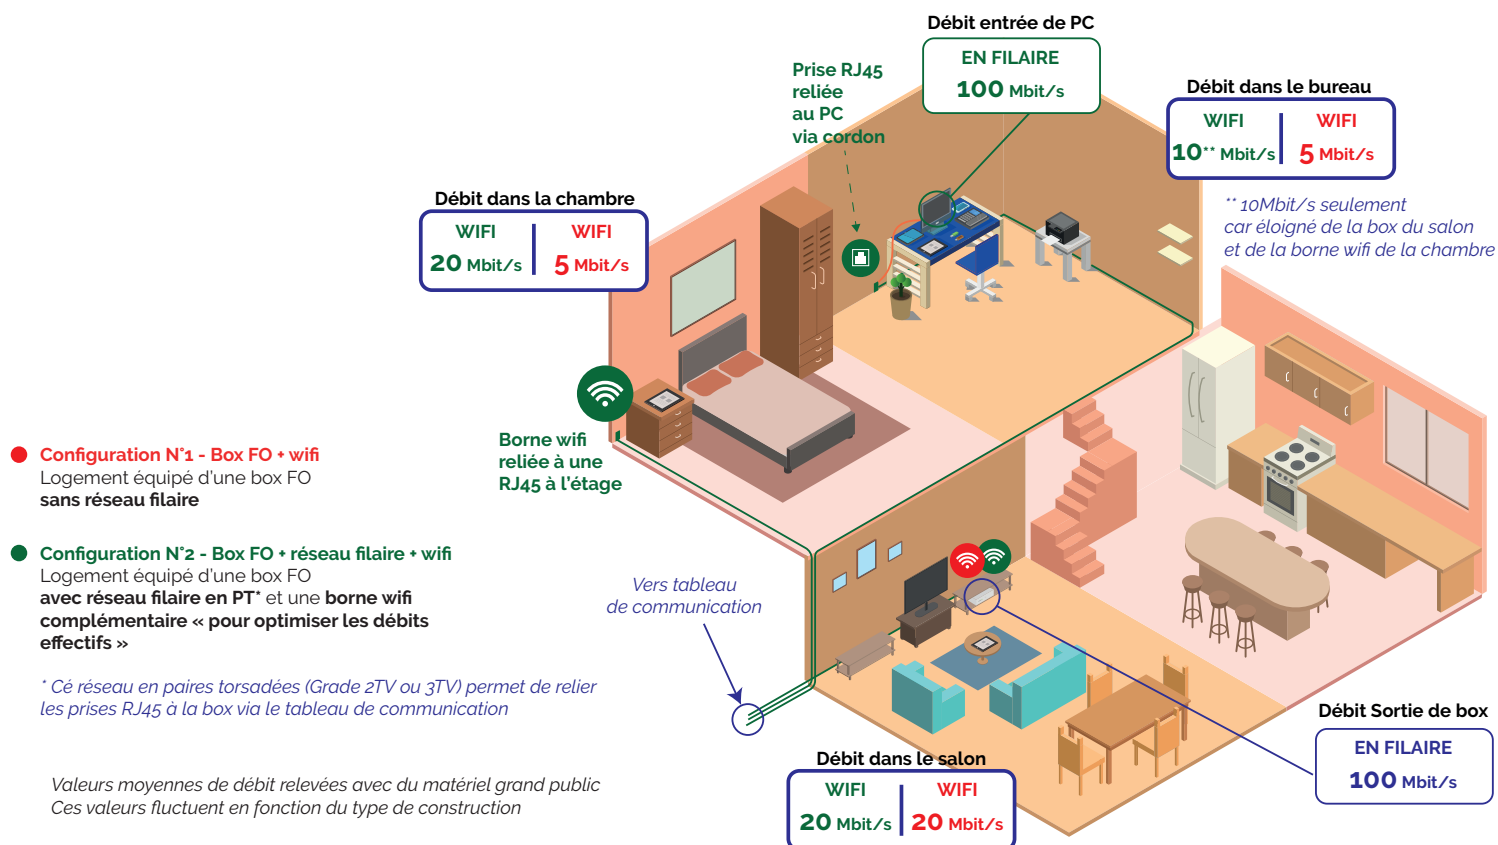 Débit entrée de PC
EN FILAIRE
100 Mbit/s
Prise RJ45
reliée
au PC
via cordon
Débit dans le bureau
WIFI
10** Mbit/s
WIFI
5 Mbit/s
** 10Mbit/s seulement
car éloigné de la box du salon
et de la borne wifi de la chambre
Débit dans la chambre
WIFI
20 Mbit/s
WIFI
5 Mbit/s
Borne wifi
reliée à une
RJ45 à l'étage
Configuration N°1 - Box FO + wifi
Logement équipé d'une box FO
sans réseau filaire
Configuration N°2 - Box FO + réseau filaire + wifi
Logement équipé d'une box FO
avec réseau filaire en PT* et une borne wifi
complémentaire « pour optimiser les débits
effectifs »
* Cé réseau en paires torsadées (Grade 2TV ou 3TV) permet de relier
les prises RJ45 à la box via le tableau de communication
Valeurs moyennes de débit relevées avec du matériel grand public
Ces valeurs fluctuent en fonction du type de construction
Vers tableau
de communication
Débit dans le salon
WIFI
20 Mbit/s
WIFI
20 Mbit/s
Débit Sortie de box
EN FILAIRE
100 Mbit/s